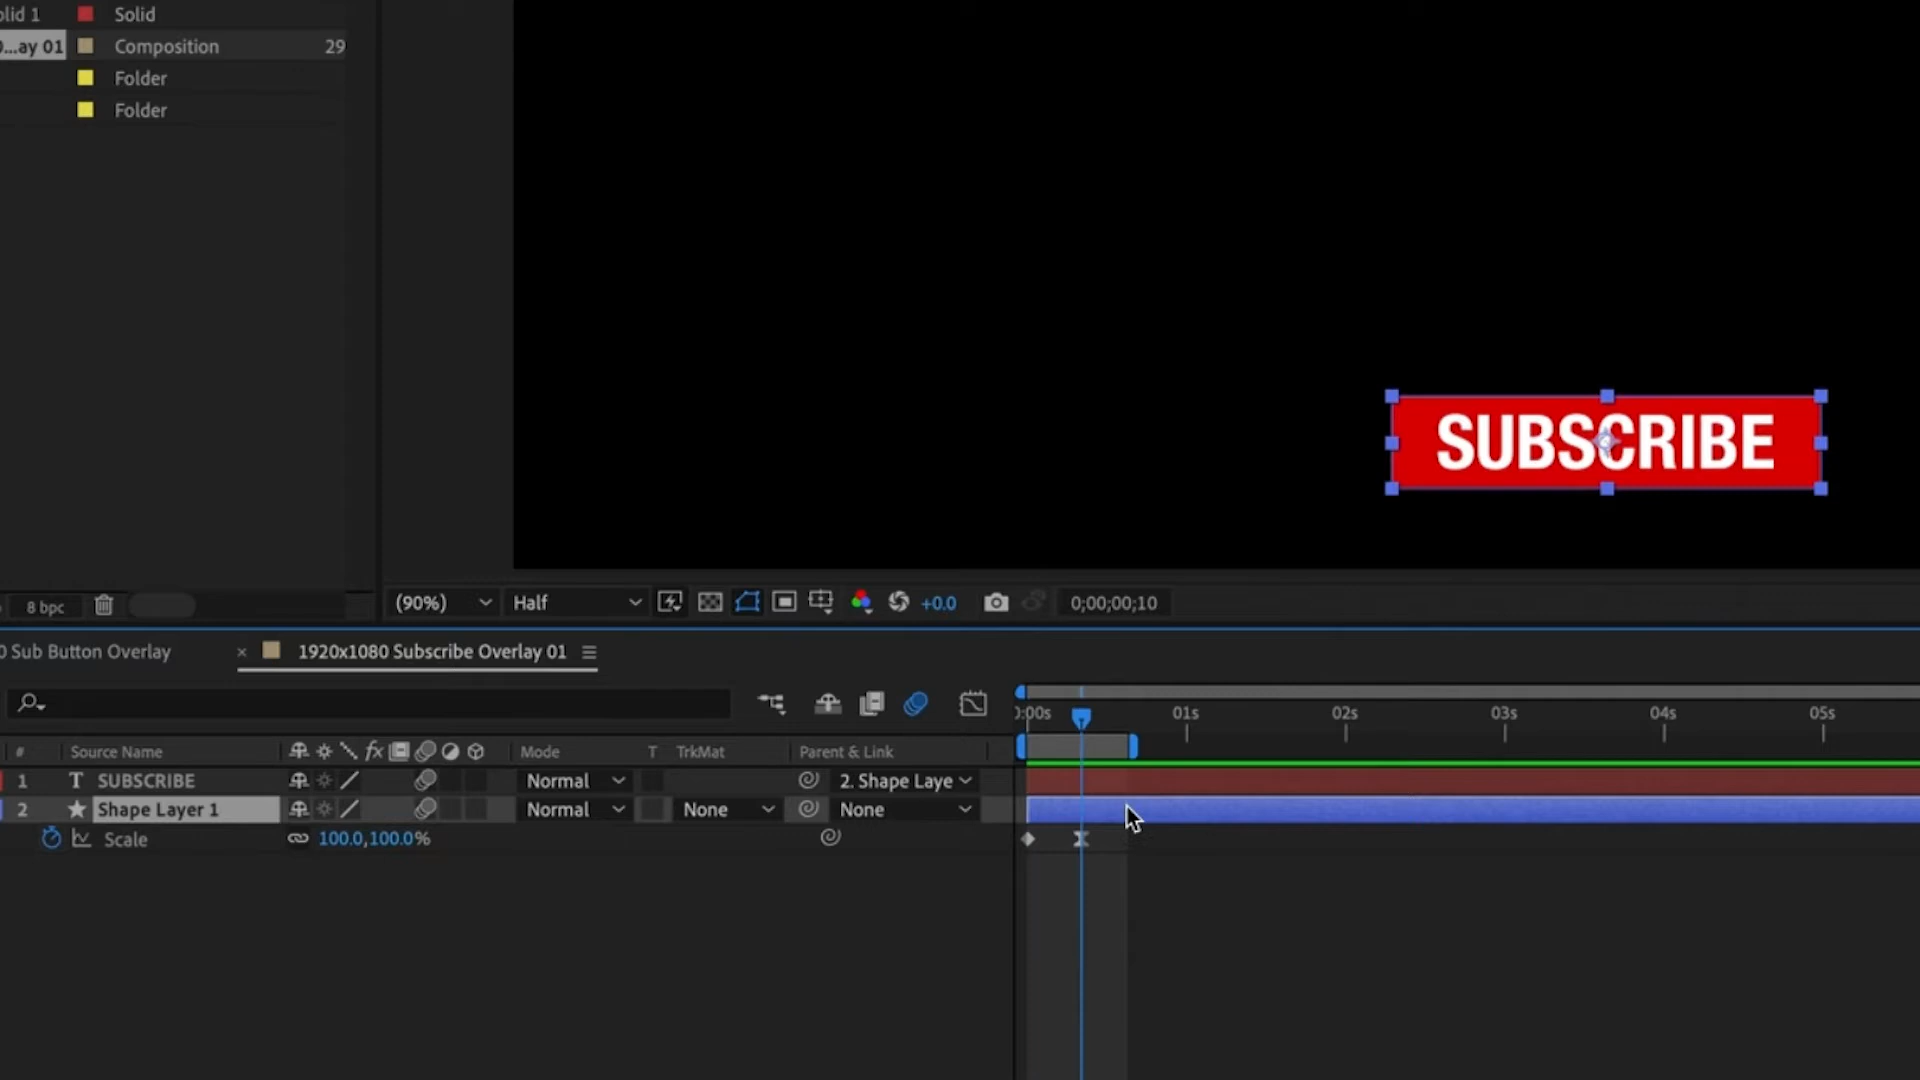 olid 1 Solid
0...ay 01 Composition 29
Folder
Folder
SUBSCRIBE
8 bpc (90%) Half +0.0 0;00;00;10
0 Sub Button Overlay × 1920x1080 Subscribe Overlay 01
0:00s 01s 02s 03s 04s 05s
# Source Name fx Mode T TrkMat Parent & Link
1 T SUBSCRIBE Normal 2. Shape Laye
2 Shape Layer 1 Normal None None
Scale 100.0,100.0%